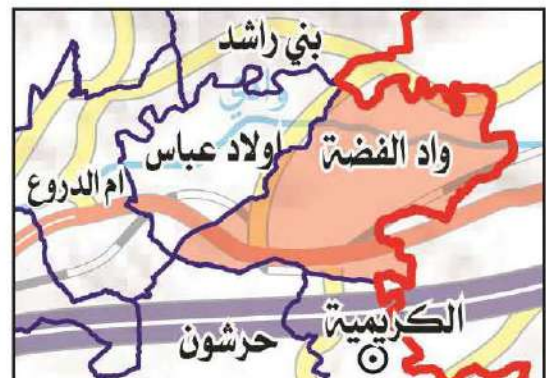 بني راشد
اولاد عباس
واد الفضة
ام الدروع
الكريمية
حرشون